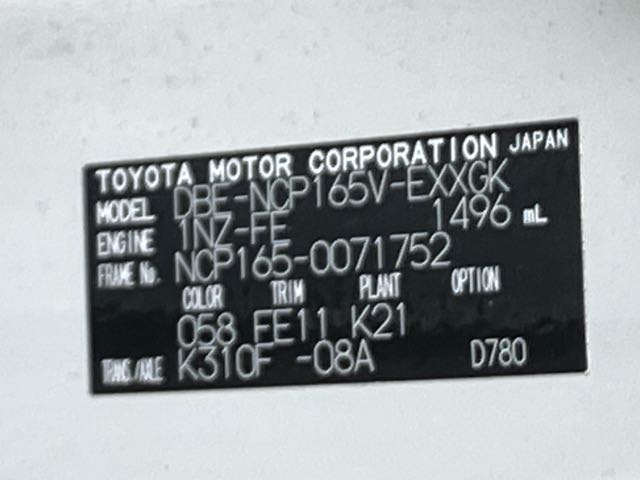 TOYOTA MOTOR CORPORATION JAPAN
MODEL DBE-NCP165V-EXXGK
ENGINE 1NZ-FE 1496 mL
FRAME No. NCP165-0071752
COLOR TRIM PLANT OPTION
058 FE11 K21
TRANS./AXLE K310F -08A D780